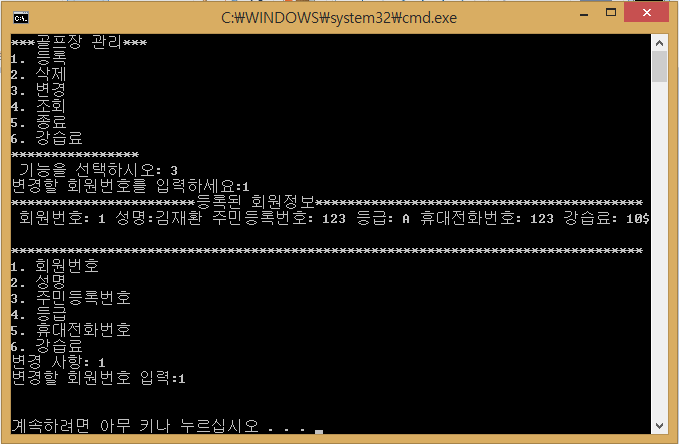 C:\WINDOWS\system32\cmd.exe
***골프장 관리***
1. 등록
2. 삭제
3. 변경
4. 조회
5. 종료
6. 강습료
****************
기능을 선택하시오: 3
변경할 회원번호를 입력하세요:1
***********************등록된 회원정보*****************************************
회원번호: 1 성명:김재환 주민등록번호: 123 등급: A 휴대전화번호: 123 강습료: 10$
*******************************************************************************
1. 회원번호
2. 성명
3. 주민등록번호
4. 등급
5. 휴대전화번호
6. 강습료
변경 사항: 1
변경할 회원번호 입력:1
계속하려면 아무 키나 누르십시오 . . .